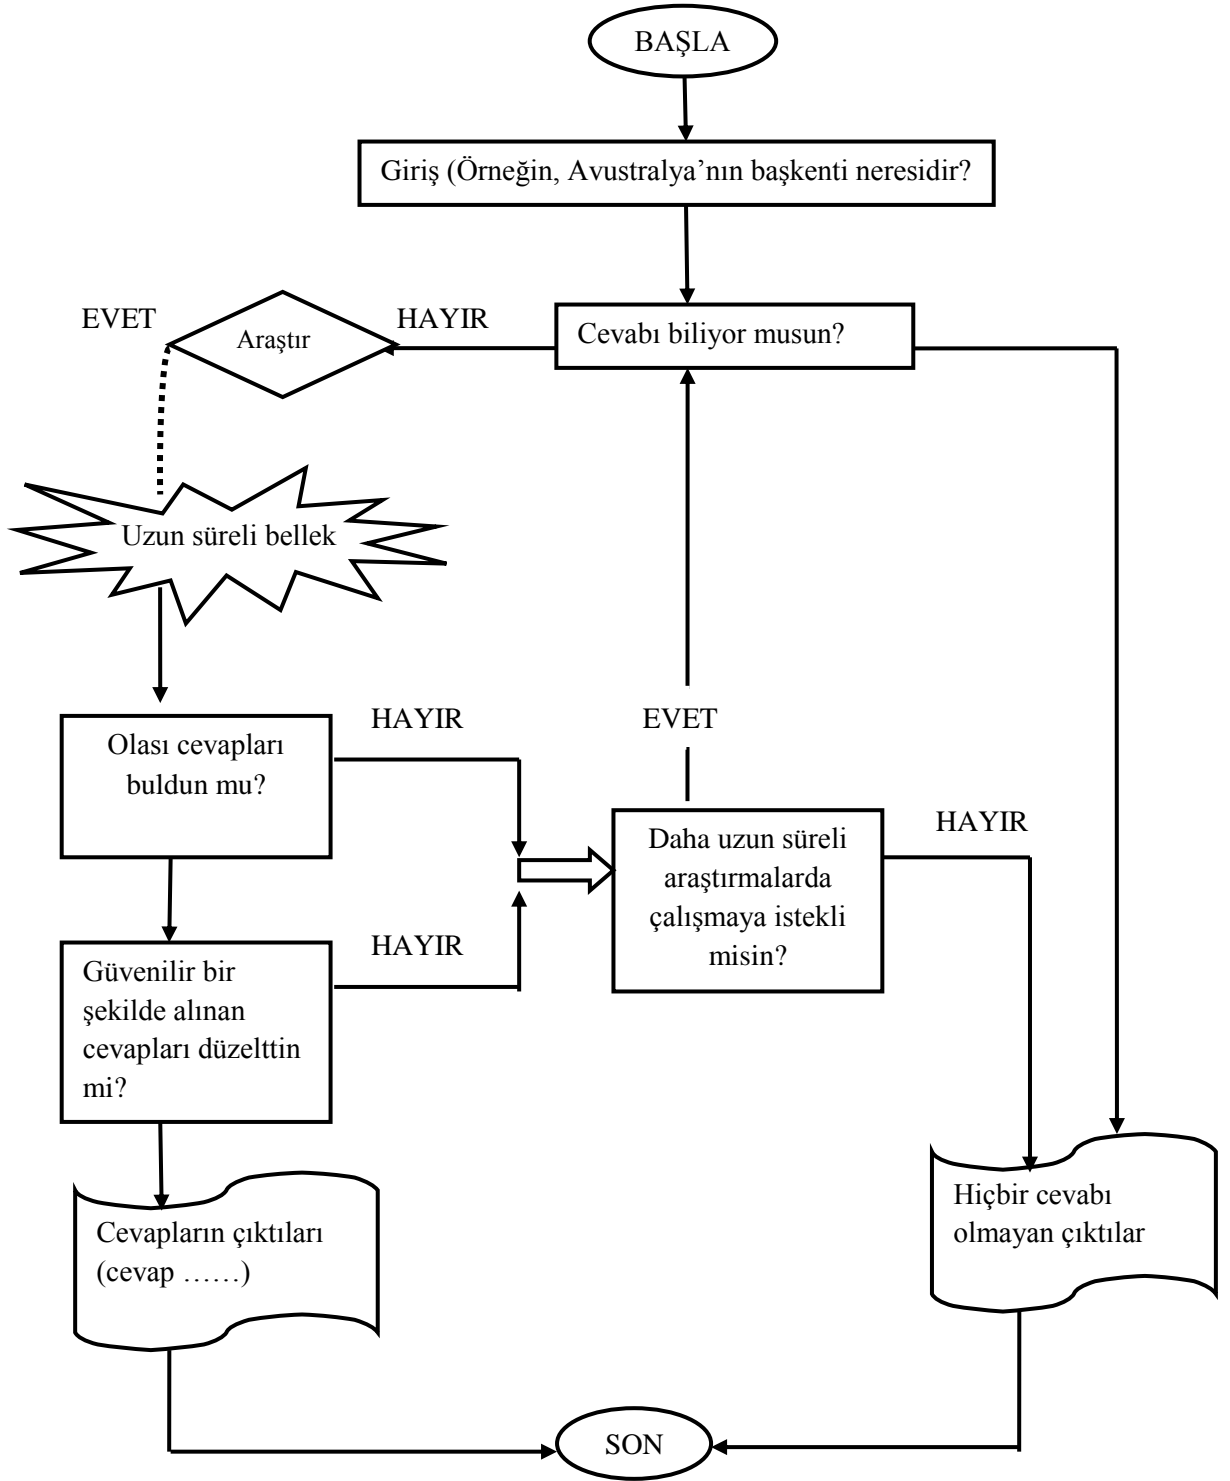 BAŞLA
Giriş (Örneğin, Avustralya’nın başkenti neresidir?
EVET
Araştır
HAYIR
Cevabı biliyor musun?
Uzun süreli bellek
Olası cevapları
buldun mu?
HAYIR
EVET
Daha uzun süreli
araştırmalarda
çalışmaya istekli
misin?
HAYIR
Güvenilir bir
şekilde alınan
cevapları düzelttin
mi?
HAYIR
Cevapların çıktıları
(cevap ……)
Hiçbir cevabı
olmayan çıktılar
SON